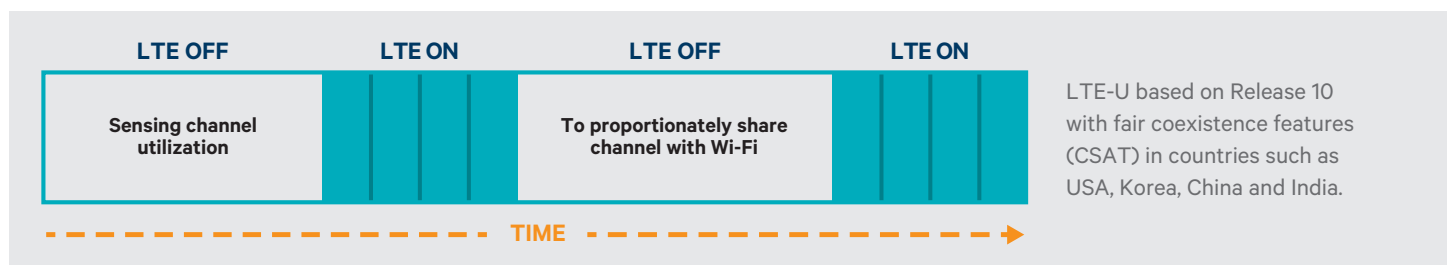 LTE OFF
LTE ON
LTE OFF
LTE ON
Sensing channel
utilization
To proportionately share
channel with Wi-Fi
LTE-U based on Release 10
with fair coexistence features
(CSAT) in countries such as
USA, Korea, China and India.
TIME